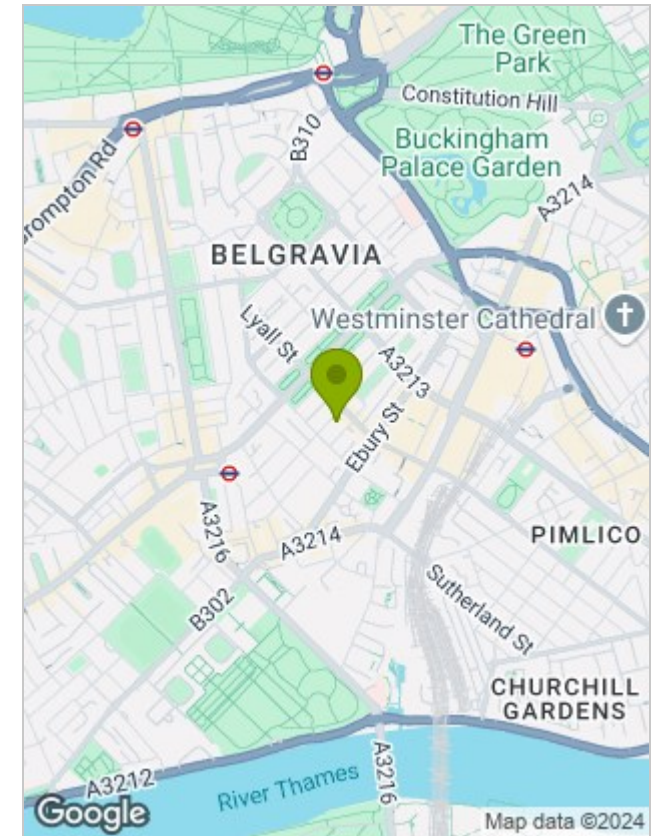 The Green
Park
Constitution Hill
B310
Buckingham
Palace Garden
Brompton Rd
A3214
BELGRAVIA
Lyall St
Westminster Cathedral
A3213
Ebury St
A3216
A3214
PIMLICO
B302
Sutherland St
CHURCHILL
GARDENS
A3212
River Thames
A3216
Google
Map data ©2024